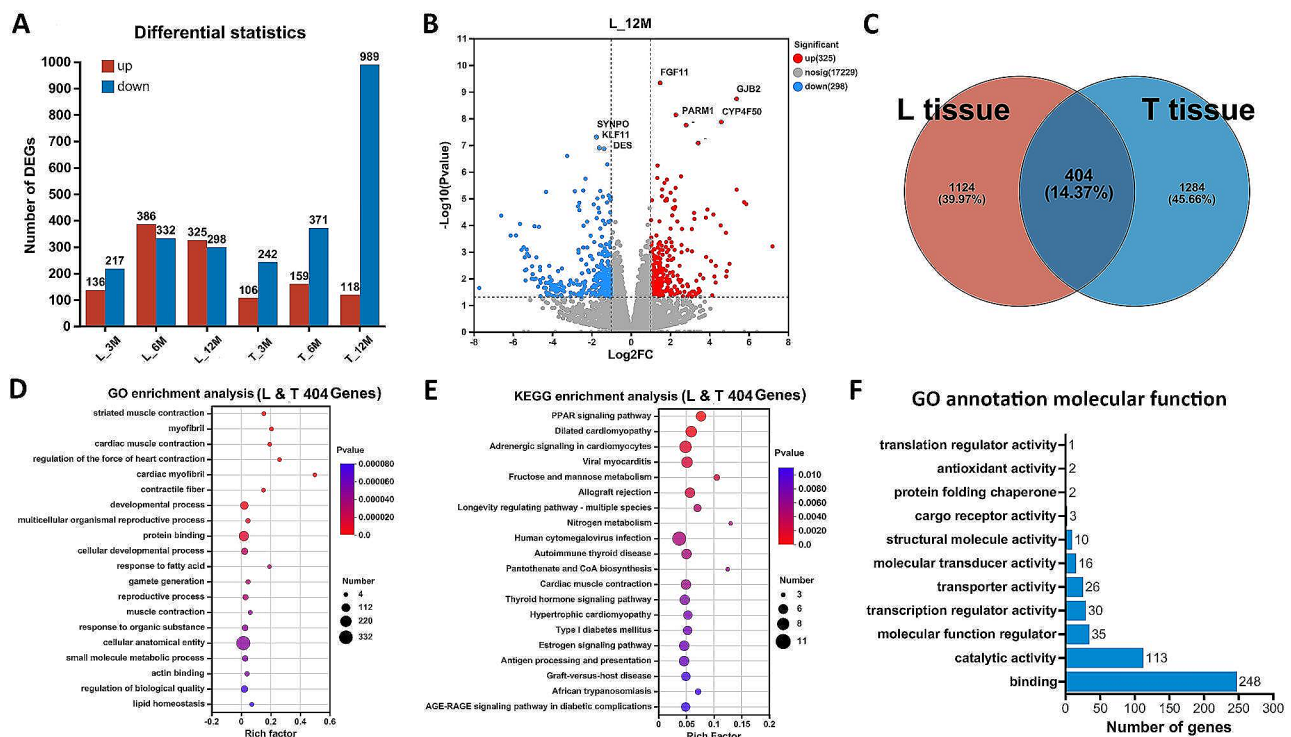 A
Differential statistics
up
down
Number of DEGs
1000
900
800
700
600
500
400
300
200
100
0
136
217
386
332
325
298
106
242
159
371
118
989
L_3M
L_6M
L_12M
T_3M
T_6M
T_12M
B
L_12M
-Log10(Pvalue)
11
10
9
8
7
6
5
4
3
2
1
0
FGF11
GJB2
PARM1
CYP4F50
SYNPO
KLF11
DES
-8
-6
-4
-2
0
2
4
6
8
Log2FC
Significant
up(325)
nosig(17229)
down(298)
C
L tissue
T tissue
1124
(39.97%)
404
(14.37%)
1284
(45.66%)
D
GO enrichment analysis (L & T 404 Genes)
striated muscle contraction
myofibril
cardiac muscle contraction
regulation of the force of heart contraction
cardiac myofibril
contractile fiber
developmental process
multicellular organismal reproductive process
protein binding
cellular developmental process
response to fatty acid
gamete generation
reproductive process
muscle contraction
response to organic substance
cellular anatomical entity
small molecule metabolic process
actin binding
regulation of biological quality
lipid homeostasis
-0.2
0
0.2
0.4
0.6
Rich factor
Pvalue
0.000080
0.000060
0.000040
0.000020
0.0
Number
4
112
220
332
E
KEGG enrichment analysis (L & T 404 Genes)
PPAR signaling pathway
Dilated cardiomyopathy
Adrenergic signaling in cardiomyocytes
Viral myocarditis
Fructose and mannose metabolism
Allograft rejection
Longevity regulating pathway - multiple species
Nitrogen metabolism
Human cytomegalovirus infection
Autoimmune thyroid disease
Pantothenate and CoA biosynthesis
Cardiac muscle contraction
Thyroid hormone signaling pathway
Hypertrophic cardiomyopathy
Type I diabetes mellitus
Estrogen signaling pathway
Antigen processing and presentation
Graft-versus-host disease
African trypanosomiasis
AGE-RAGE signaling pathway in diabetic complications
0
0.05
0.1
0.15
0.2
Rich Factor
Pvalue
0.010
0.0080
0.0060
0.0040
0.0020
0.0
Number
3
6
8
11
F
GO annotation molecular function
translation regulator activity 1
antioxidant activity 2
protein folding chaperone 2
cargo receptor activity 3
structural molecule activity 10
molecular transducer activity 16
transporter activity 26
transcription regulator activity 30
molecular function regulator 35
catalytic activity 113
binding 248
0
50
100
150
200
250
300
Number of genes